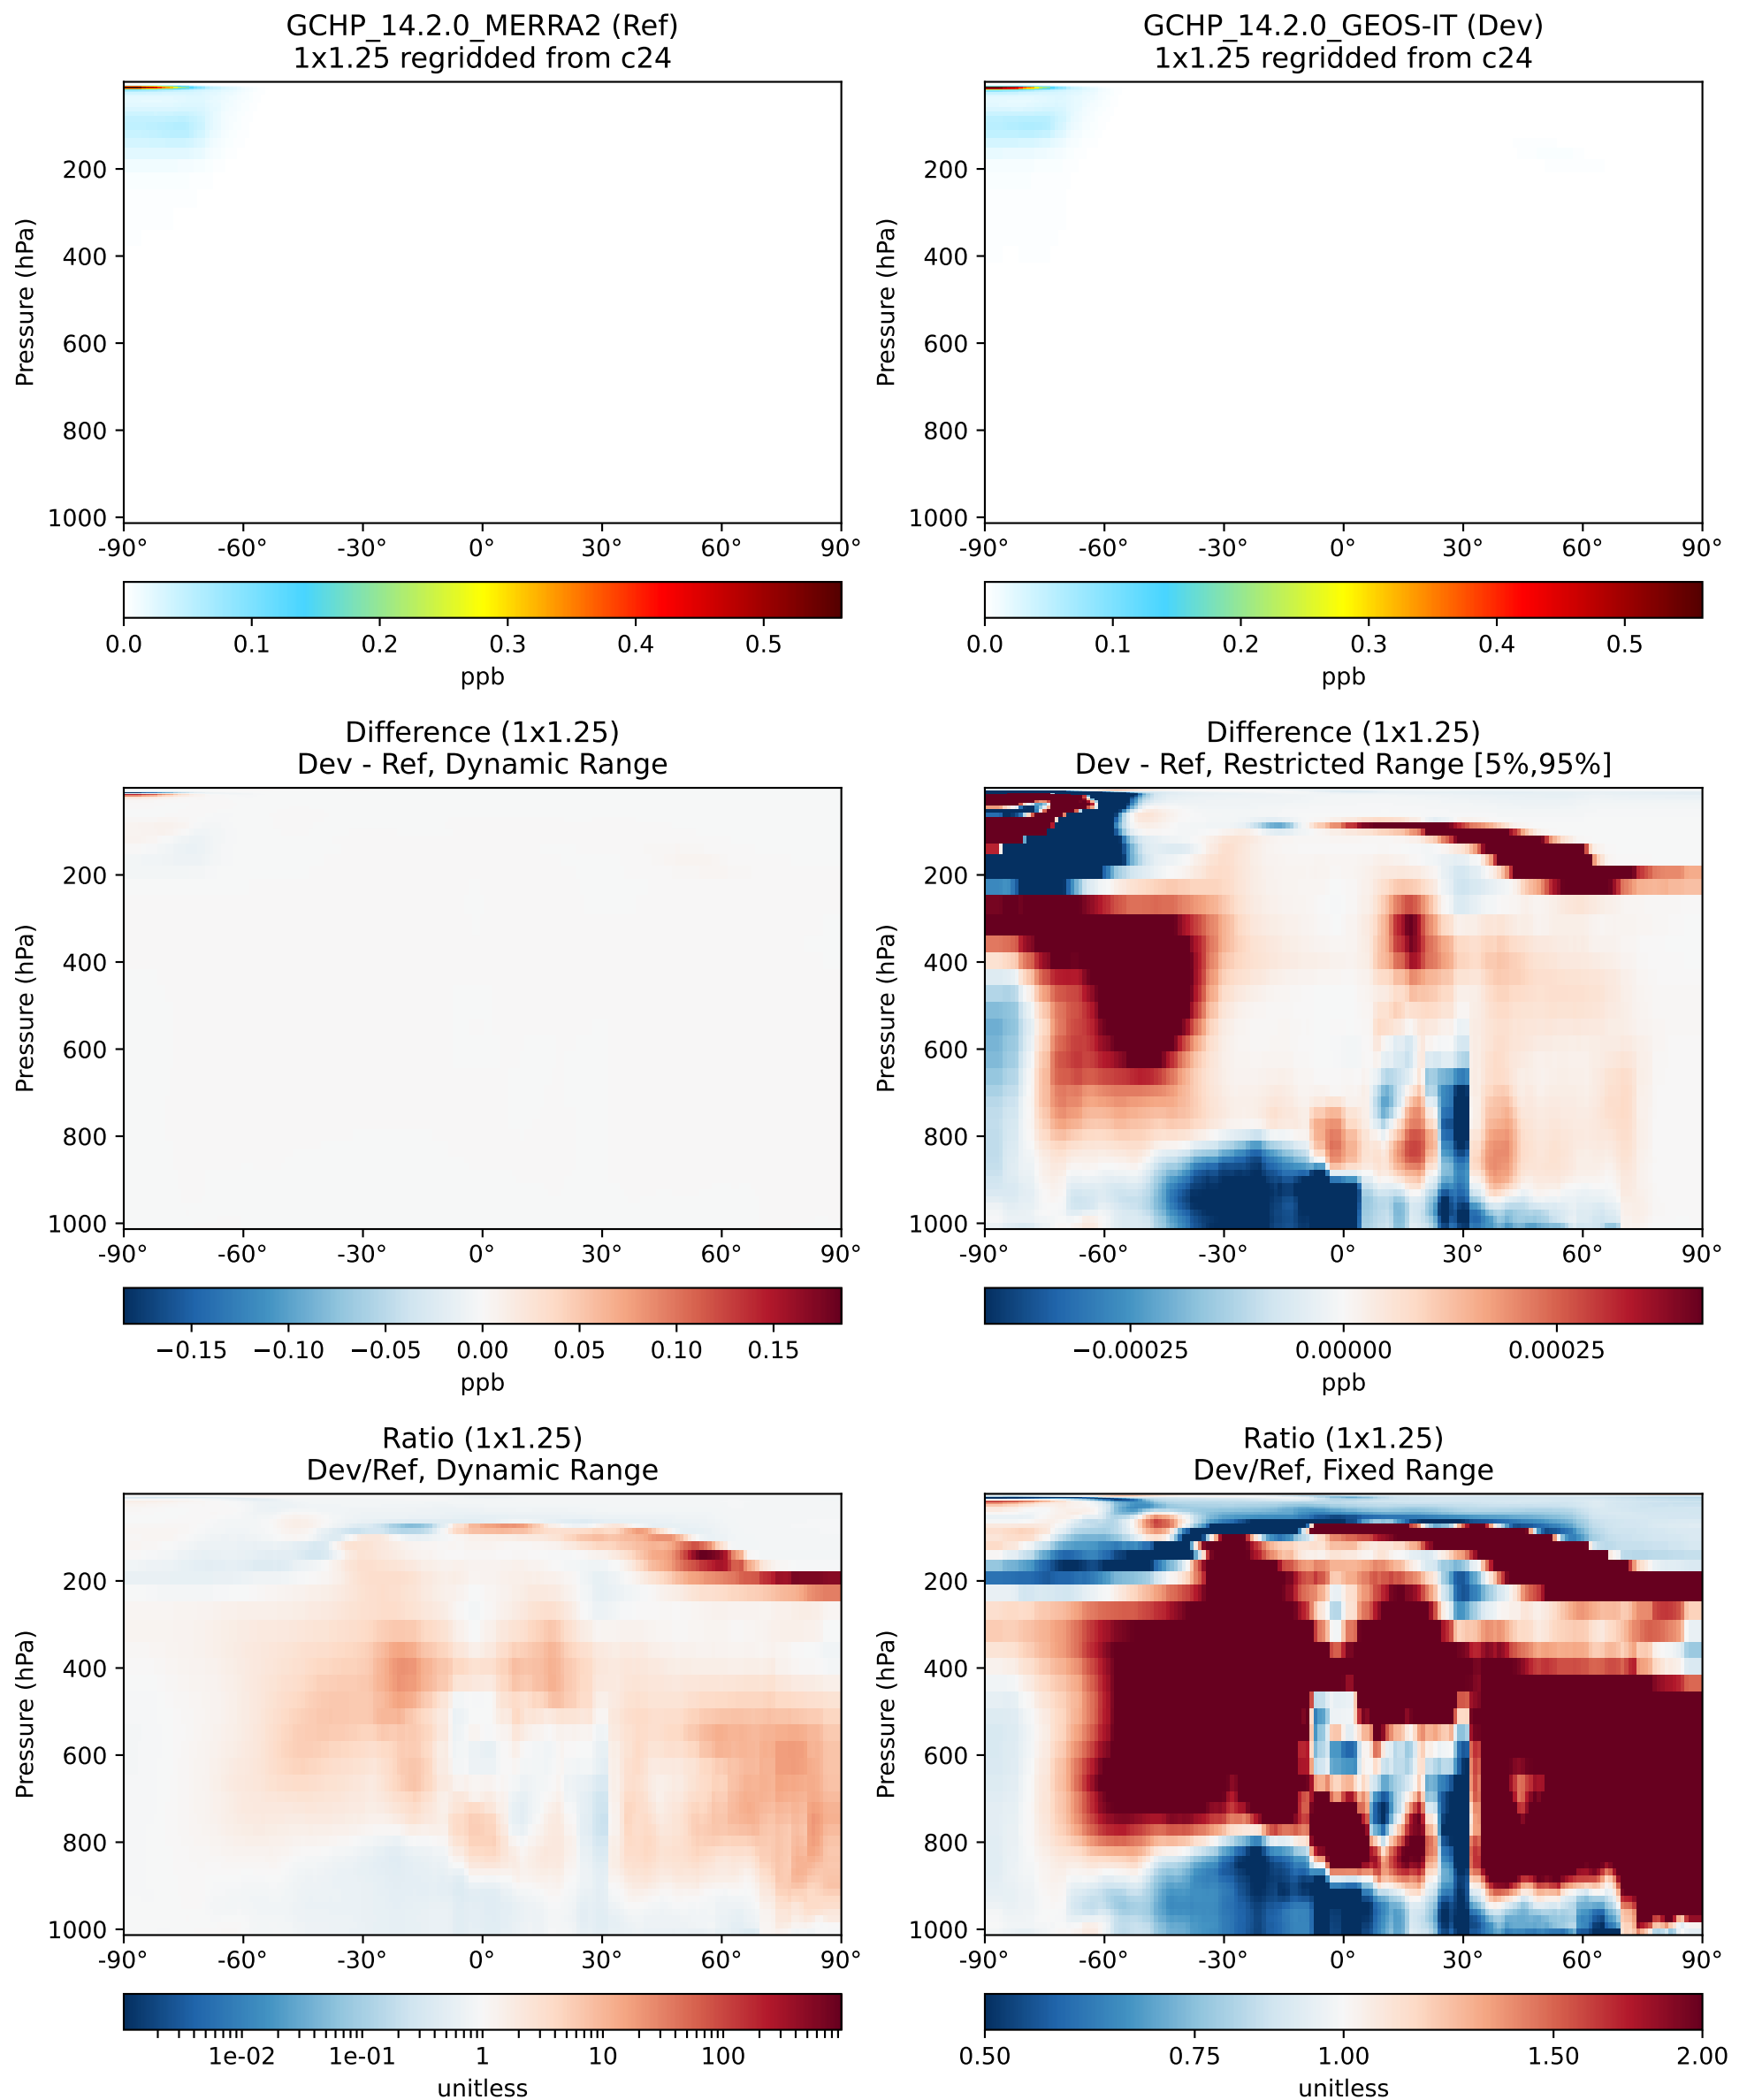 GCHP_14.2.0_MERRA2 (Ref)
1x1.25 regridded from c24
Pressure (hPa)
200
400
600
800
1000
-90° -60° -30° 0° 30° 60° 90°
0.0 0.1 0.2 0.3 0.4 0.5
ppb
GCHP_14.2.0_GEOS-IT (Dev)
1x1.25 regridded from c24
Pressure (hPa)
200
400
600
800
1000
-90° -60° -30° 0° 30° 60° 90°
0.0 0.1 0.2 0.3 0.4 0.5
ppb
Difference (1x1.25)
Dev - Ref, Dynamic Range
Pressure (hPa)
200
400
600
800
1000
-90° -60° -30° 0° 30° 60° 90°
−0.15 −0.10 −0.05 0.00 0.05 0.10 0.15
ppb
Difference (1x1.25)
Dev - Ref, Restricted Range [5%,95%]
Pressure (hPa)
200
400
600
800
1000
-90° -60° -30° 0° 30° 60° 90°
−0.00025 0.00000 0.00025
ppb
Ratio (1x1.25)
Dev/Ref, Dynamic Range
Pressure (hPa)
200
400
600
800
1000
-90° -60° -30° 0° 30° 60° 90°
1e-02 1e-01 1 10 100
unitless
Ratio (1x1.25)
Dev/Ref, Fixed Range
Pressure (hPa)
200
400
600
800
1000
-90° -60° -30° 0° 30° 60° 90°
0.50 0.75 1.00 1.50 2.00
unitless